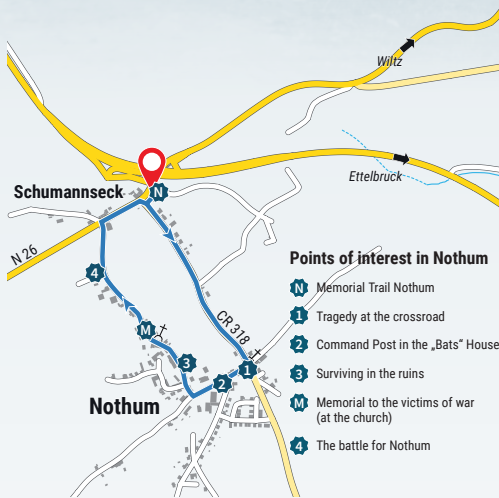 Wiltz
Ettelbruck
Schumannseck
N
N 26
4
CR 318
M
3
1
2
Nothum
Points of interest in Nothum
N Memorial Trail Nothum
1 Tragedy at the crossroad
2 Command Post in the „Bats“ House
3 Surviving in the ruins
M Memorial to the victims of war
(at the church)
4 The battle for Nothum